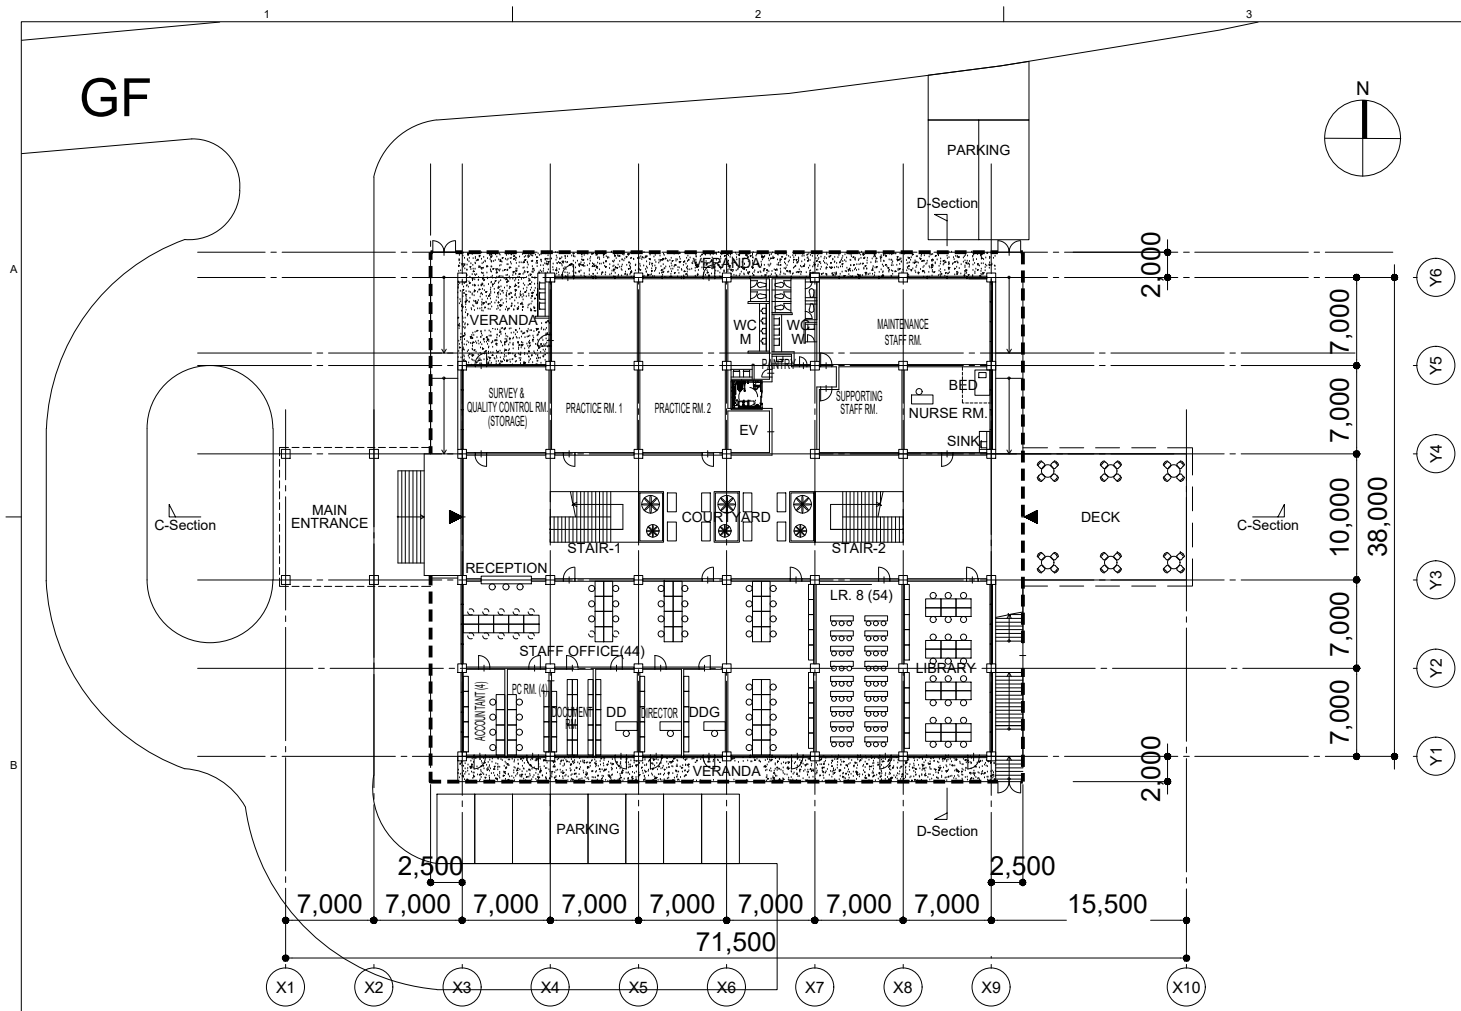 1
2
3
GF
N
PARKING
D-Section
A
VERANDA
2,000
Y6
VERANDA
WC
M
WC
W
MAINTENANCE
STAFF RM.
7,000
PANTRY
Y5
SURVEY &
QUALITY CONTROL RM.
(STORAGE)
PRACTICE RM. 1
PRACTICE RM. 2
EV
SUPPORTING
STAFF RM.
BED
NURSE RM.
SINK
7,000
Y4
C-Section
MAIN
ENTRANCE
COURTYARD
STAIR-1
STAIR-2
DECK
C-Section
10,000
38,000
RECEPTION
Y3
LR. 8 (54)
7,000
STAFF OFFICE(44)
LIBRARY
Y2
ACCOUNTANT (4)
PC RM. (4)
DOCUMENT
RM.
DD
DIRECTOR
DDG
7,000
B
VERANDA
Y1
2,000
PARKING
D-Section
2,500
2,500
7,000
7,000
7,000
7,000
7,000
7,000
7,000
7,000
15,500
71,500
X1
X2
X3
X4
X5
X6
X7
X8
X9
X10